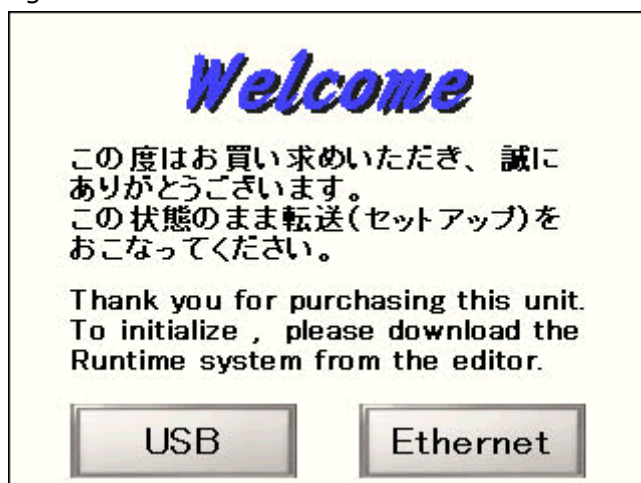 Welcome
この度はお買い求めいただき、誠に
ありがとうございます。
この状態のまま転送(セットアップ)を
おこなってください。
Thank you for purchasing this unit.
To initialize , please download the
Runtime system from the editor.
USB
Ethernet